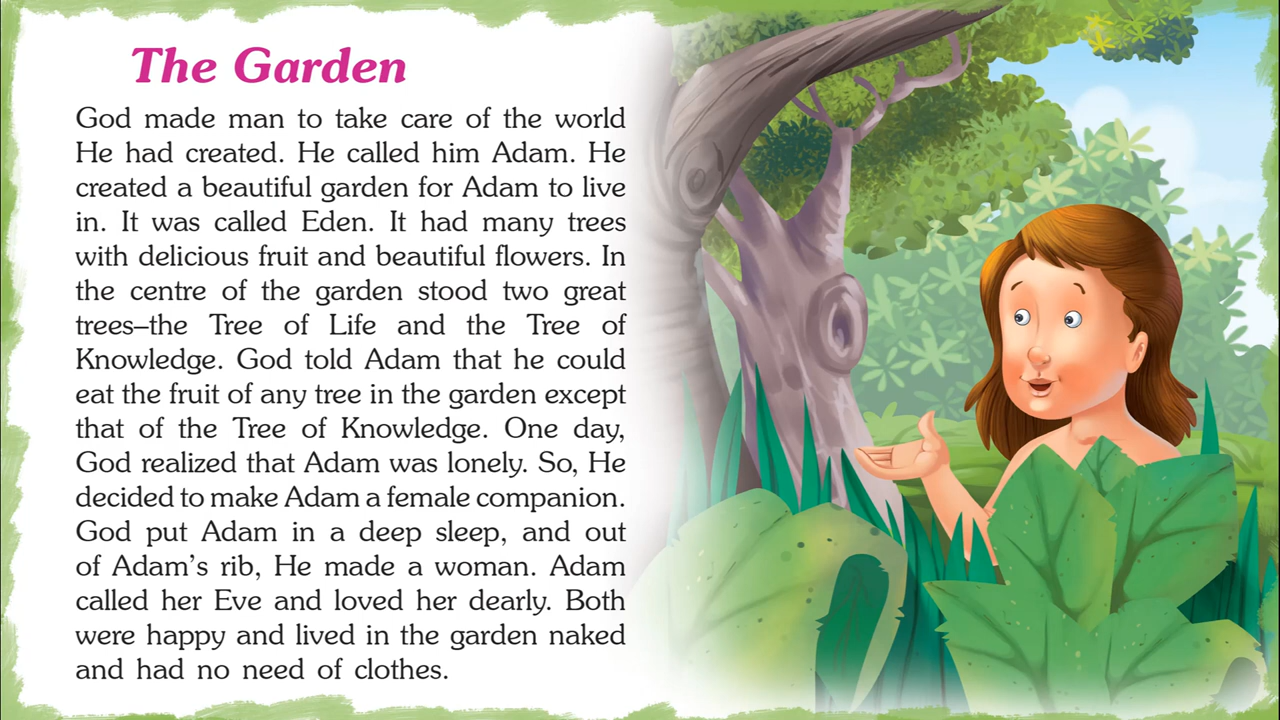 The Garden
God made man to take care of the world
He had created. He called him Adam. He
created a beautiful garden for Adam to live
in. It was called Eden. It had many trees
with delicious fruit and beautiful flowers. In
the centre of the garden stood two great
trees–the Tree of Life and the Tree of
Knowledge. God told Adam that he could
eat the fruit of any tree in the garden except
that of the Tree of Knowledge. One day,
God realized that Adam was lonely. So, He
decided to make Adam a female companion.
God put Adam in a deep sleep, and out
of Adam’s rib, He made a woman. Adam
called her Eve and loved her dearly. Both
were happy and lived in the garden naked
and had no need of clothes.